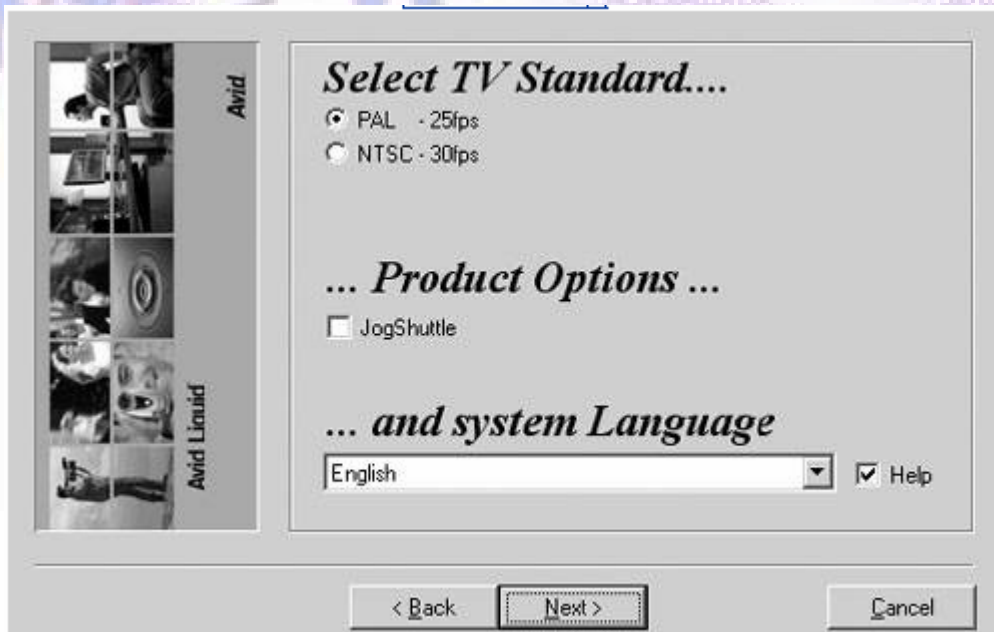 Avid
Avid Liquid
Select TV Standard....
PAL - 25fps
NTSC - 30fps
... Product Options ...
JogShuttle
... and system Language
English
Help
< Back
Next >
Cancel